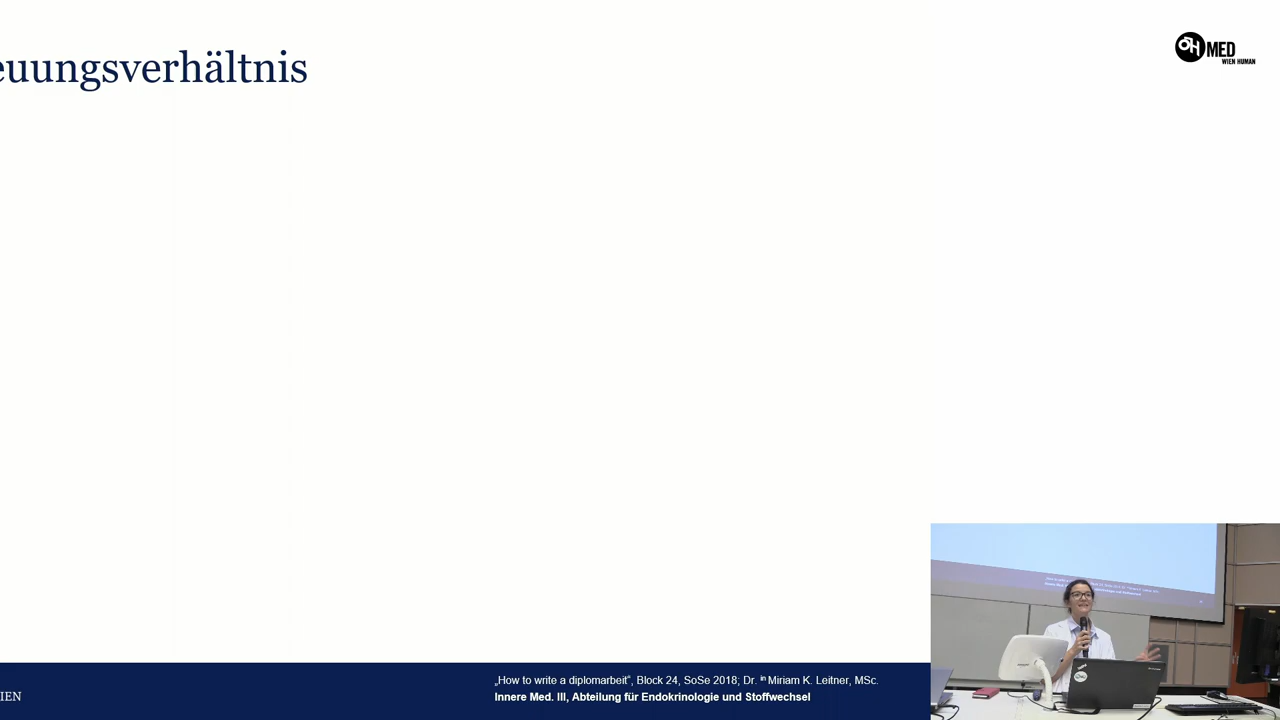 euungsverhältnis
ÖH MED
WIEN HUMAN
IEN
„How to write a diplomarbeit“, Block 24, SoSe 2018; Dr. in Miriam K. Leitner, MSc.
Innere Med. III, Abteilung für Endokrinologie und Stoffwechsel